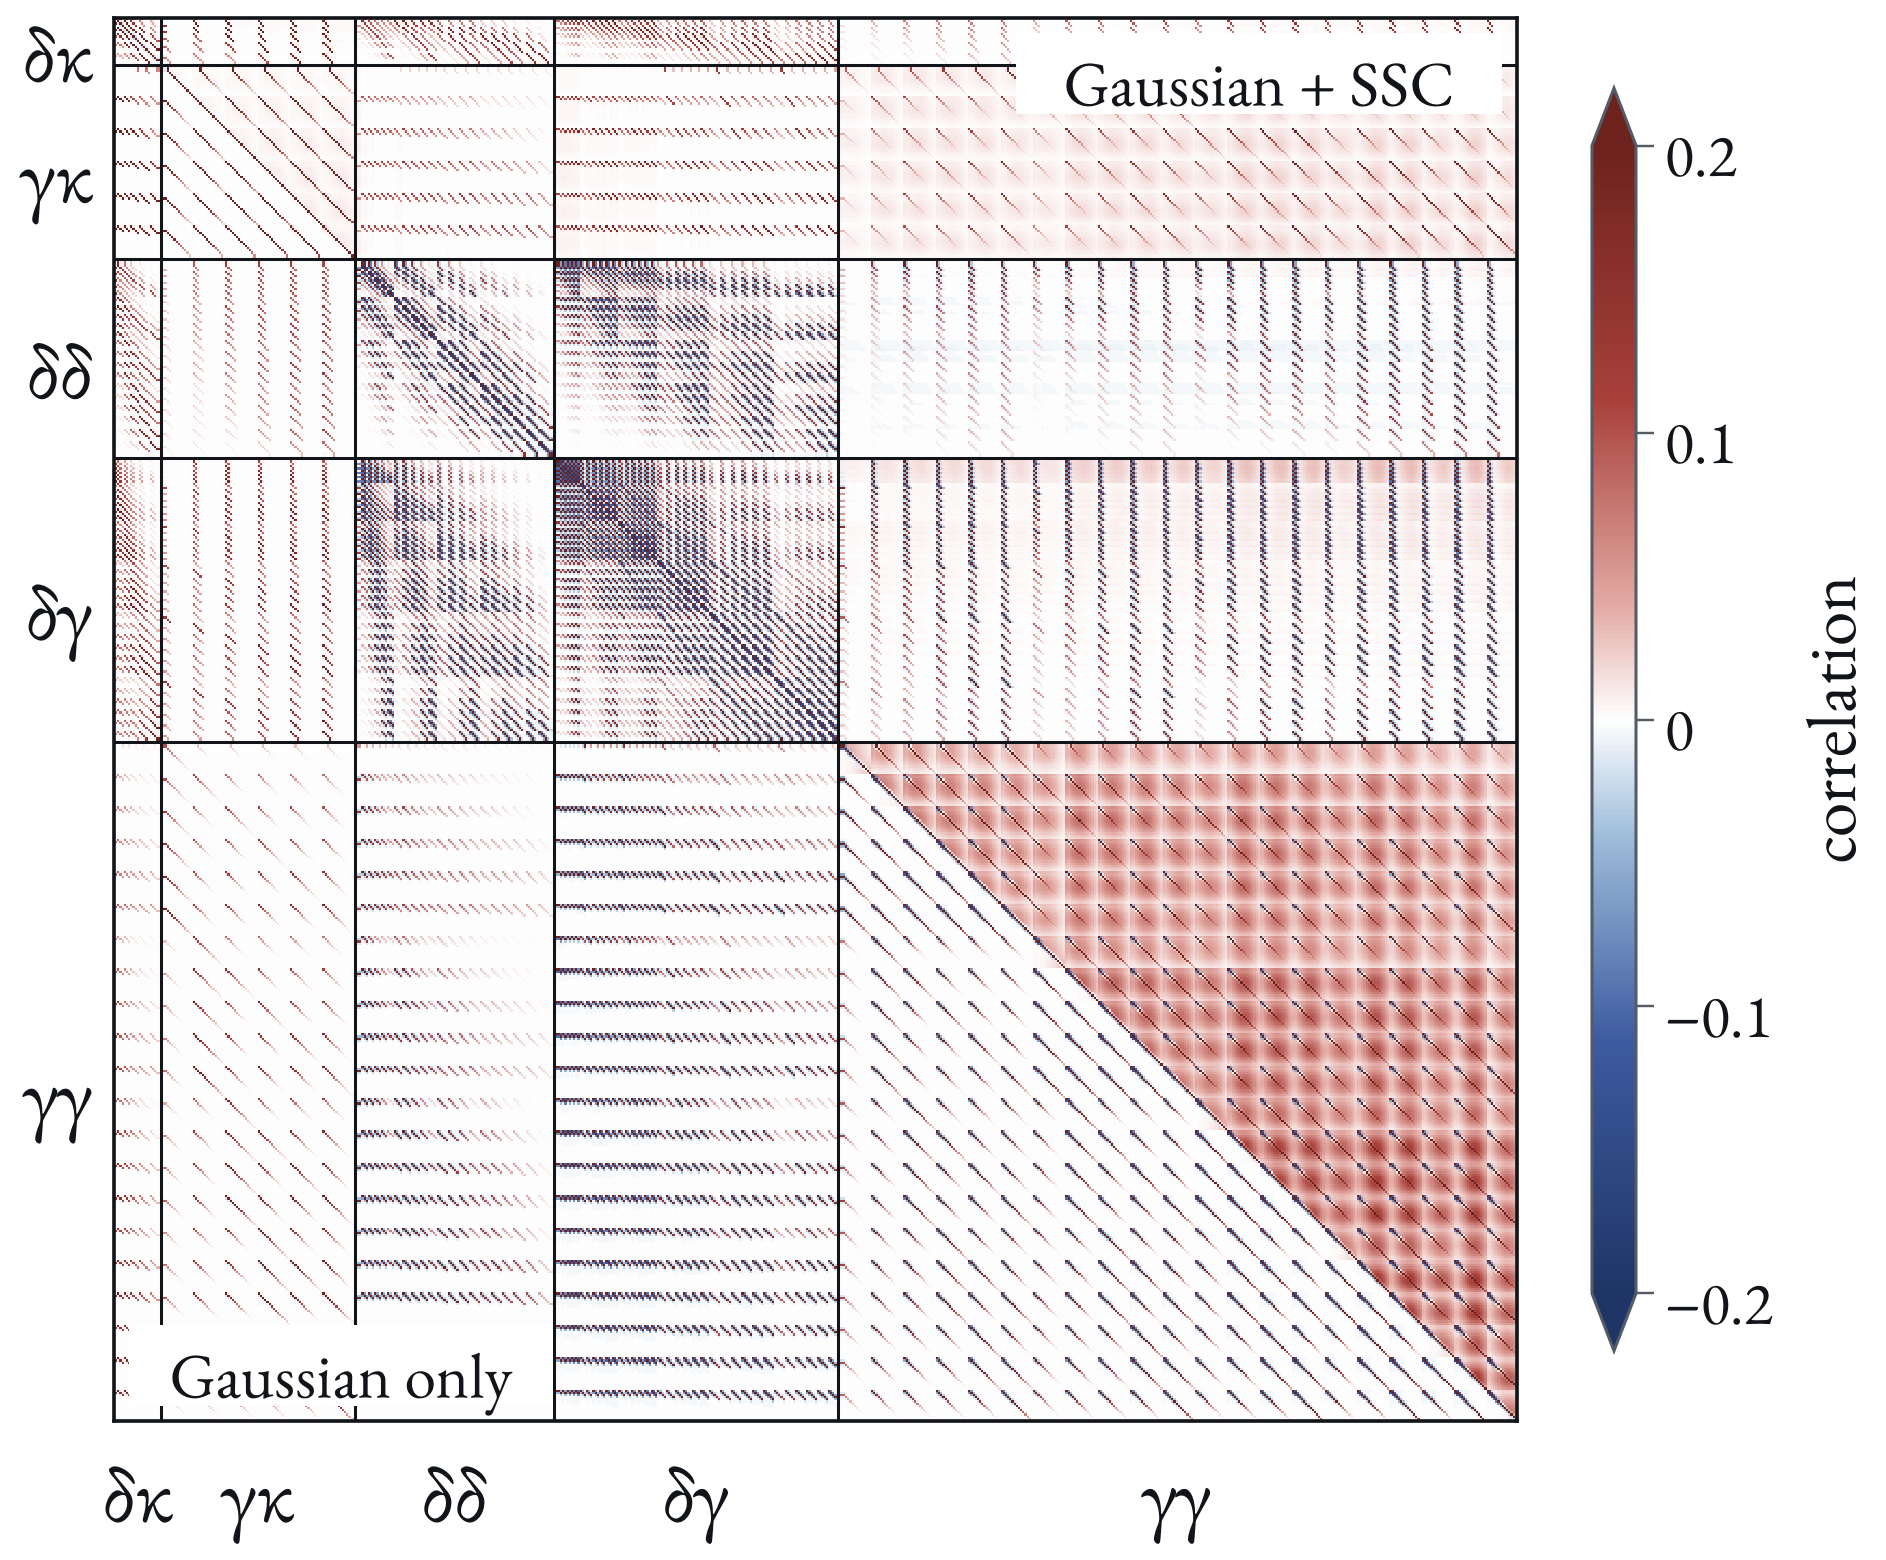 δκ
γκ
δδ
δγ
γγ
Gaussian + SSC
Gaussian only
δκ γκ δδ δγ γγ
0.2
0.1
0
−0.1
−0.2
correlation